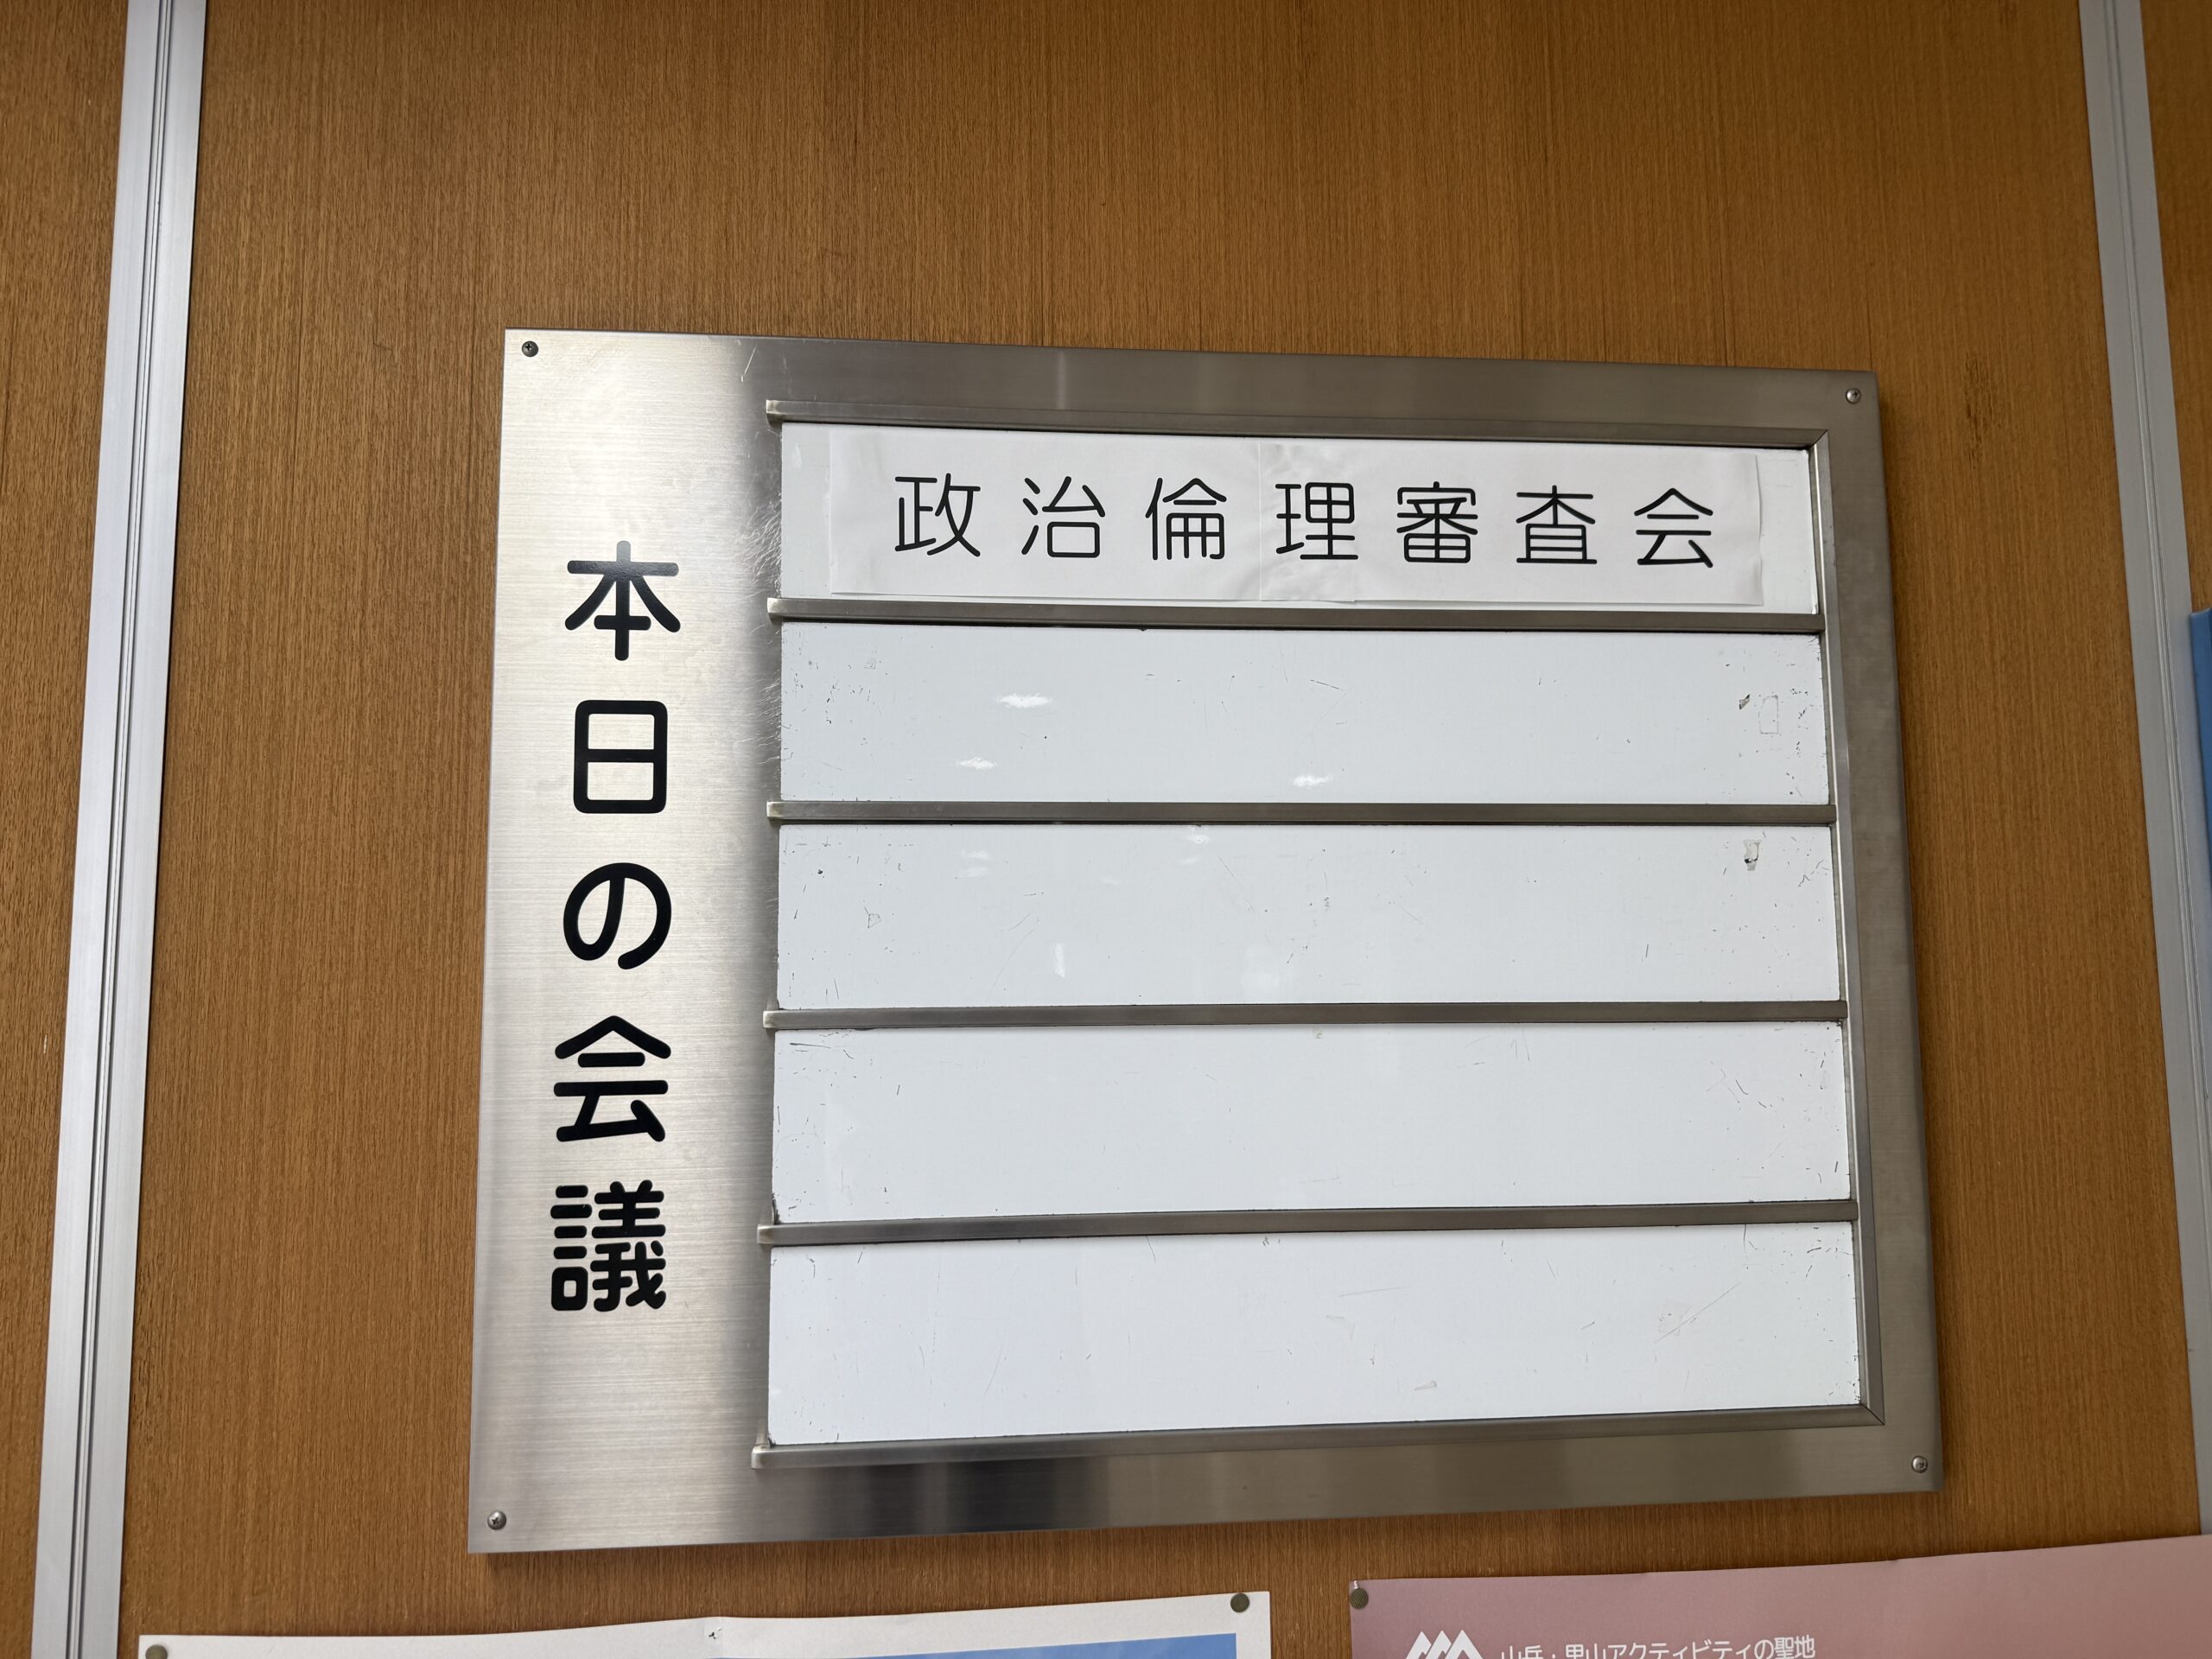 本日の会議
政治倫理審査会
山岳・里山アクティビティの聖地